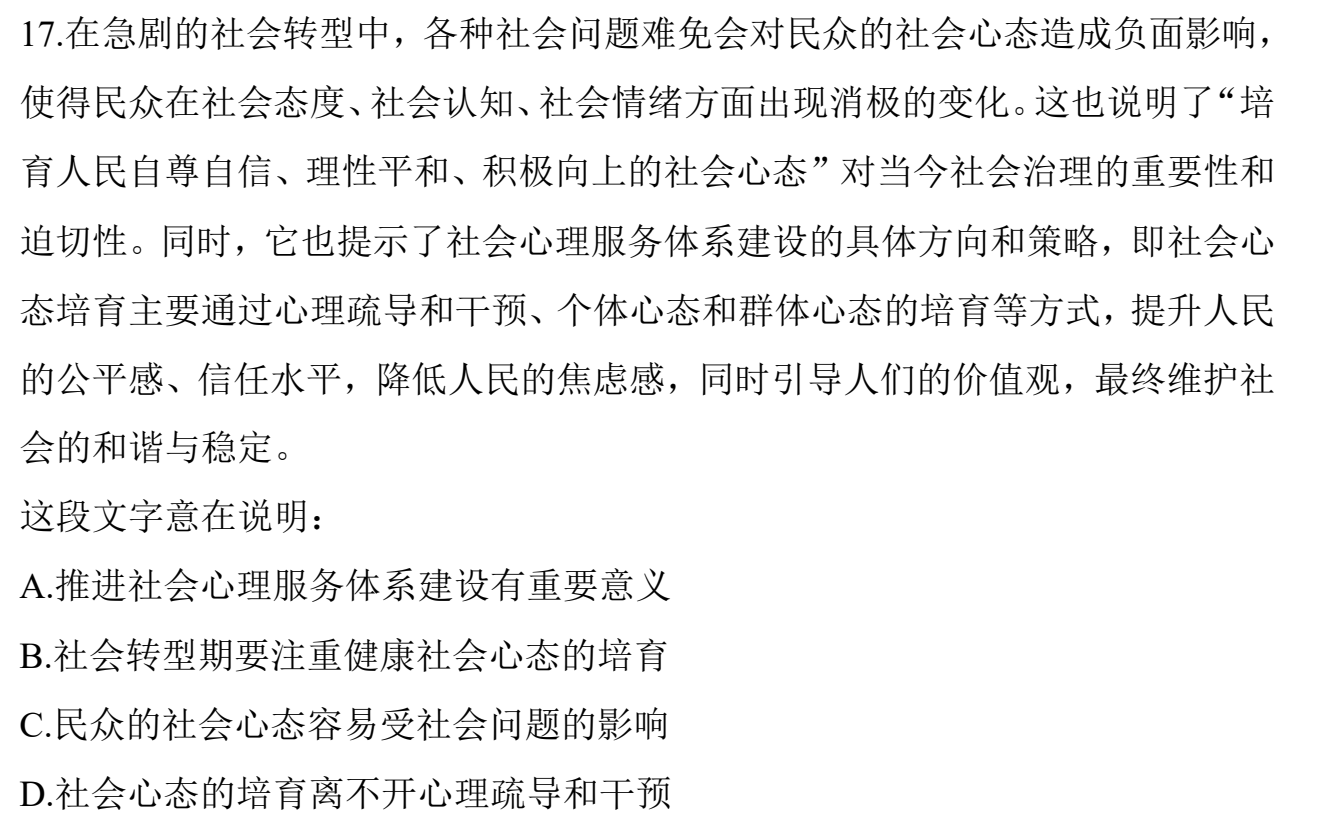 17.在急剧的社会转型中，各种社会问题难免会对民众的社会心态造成负面影响，
使得民众在社会态度、社会认知、社会情绪方面出现消极的变化。这也说明了“培
育人民自尊自信、理性平和、积极向上的社会心态”对当今社会治理的重要性和
迫切性。同时，它也提示了社会心理服务体系建设的具体方向和策略，即社会心
态培育主要通过心理疏导和干预、个体心态和群体心态的培育等方式，提升人民
的公平感、信任水平，降低人民的焦虑感，同时引导人们的价值观，最终维护社
会的和谐与稳定。
这段文字意在说明：
A.推进社会心理服务体系建设有重要意义
B.社会转型期要注重健康社会心态的培育
C.民众的社会心态容易受社会问题的影响
D.社会心态的培育离不开心理疏导和干预